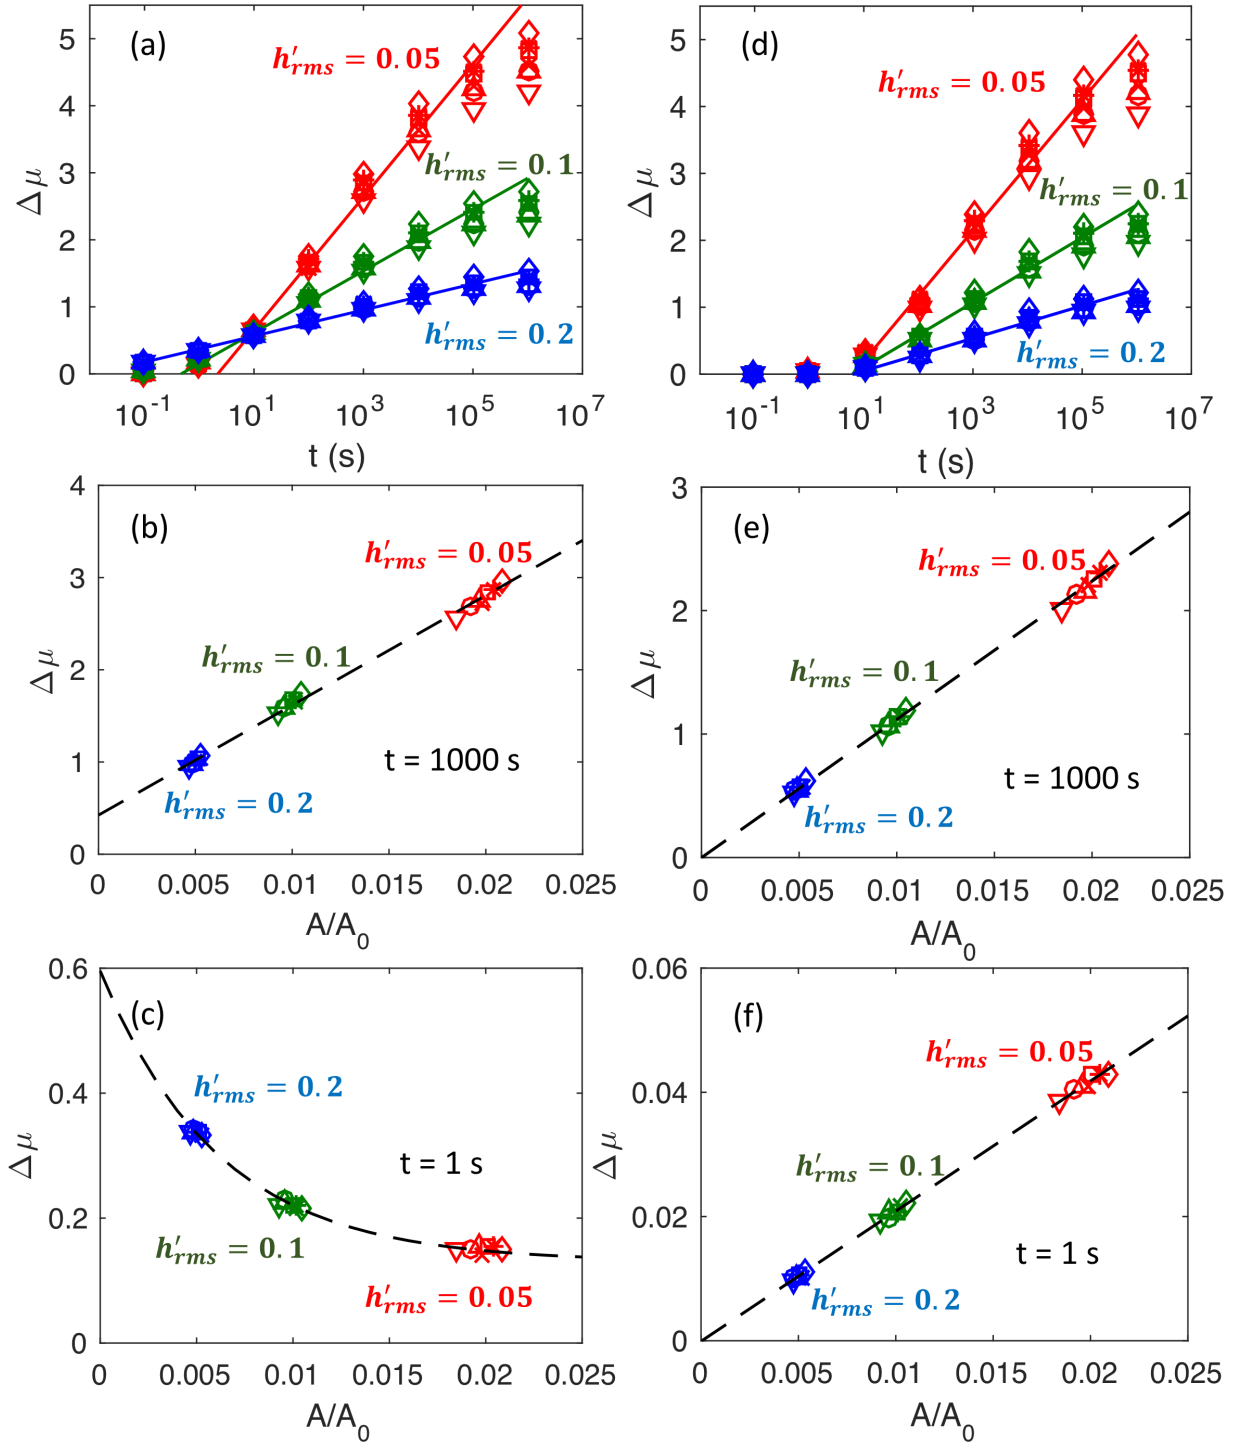 (a)
h'rms = 0.05
h'rms = 0.1
h'rms = 0.2
Δμ
5
4
3
2
1
0
10^-1 10^1 10^3 10^5 10^7
t (s)
(d)
h'rms = 0.05
h'rms = 0.1
h'rms = 0.2
Δμ
5
4
3
2
1
0
10^-1 10^1 10^3 10^5 10^7
t (s)
(b)
h'rms = 0.05
h'rms = 0.1
t = 1000 s
h'rms = 0.2
Δμ
4
3
2
1
0
0 0.005 0.01 0.015 0.02 0.025
A/A0
(e)
h'rms = 0.05
h'rms = 0.1
t = 1000 s
h'rms = 0.2
Δμ
3
2
1
0
0 0.005 0.01 0.015 0.02 0.025
A/A0
(c)
h'rms = 0.2
t = 1 s
h'rms = 0.1
h'rms = 0.05
Δμ
0.6
0.4
0.2
0
0 0.005 0.01 0.015 0.02 0.025
A/A0
(f)
h'rms = 0.05
h'rms = 0.1
t = 1 s
h'rms = 0.2
Δμ
0.06
0.04
0.02
0
0 0.005 0.01 0.015 0.02 0.025
A/A0